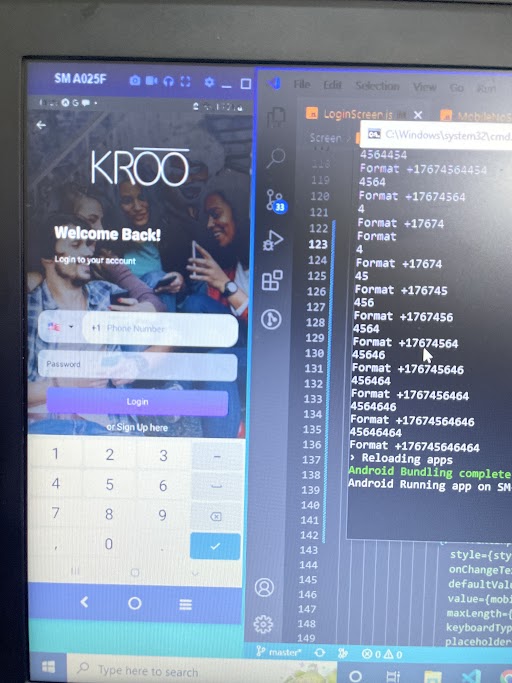 SM A025F
KROO
Welcome Back!
Login to your account
+1 Phone Number
Password
Login
or Sign Up here
1 2 3 -
4 5 6
7 8 9
, 0 .
File Edit Selection View Go Run
LoginScreen.js M
Screen
C:\Windows\system32\cmd.
33
118
119
120
121
122
123
124
125
126
127
128
129
130
131
132
133
134
135
136
137
138
139
140
141
142
143
144
145
146
147
148
149
4564454
Format +17674564454
4564
Format +17674564
4
Format +17674
Format
4
Format +17674
45
Format +176745
456
Format +1767456
4564
Format +17674564
45646
Format +176745646
456464
Format +1767456464
4564646
Format +17674564646
45646464
Format +176745646464
› Reloading apps
Android Bundling complete
Android Running app on SM-
style={sty
onChangeTe
defaultVal
value={mobi
maxLength={
keyboardTyp
placeholder
master*
0 0
Type here to search